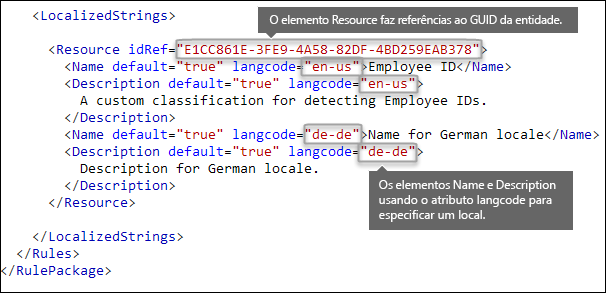 <LocalizedStrings>
O elemento Resource faz referências ao GUID da entidade.
<Resource idRef="E1CC861E-3FE9-4A58-82DF-4BD259EAB378">
<Name default="true" langcode="en-us">Employee ID</Name>
<Description default="true" langcode="en-us">
A custom classification for detecting Employee IDs.
</Description>
<Name default="true" langcode="de-de">Name for German locale</Name>
<Description default="true" langcode="de-de">
Description for German locale.
</Description>
</Resource>
Os elementos Name e Description
usando o atributo langcode para
especificar um local.
</LocalizedStrings>
</Rules>
</RulePackage>